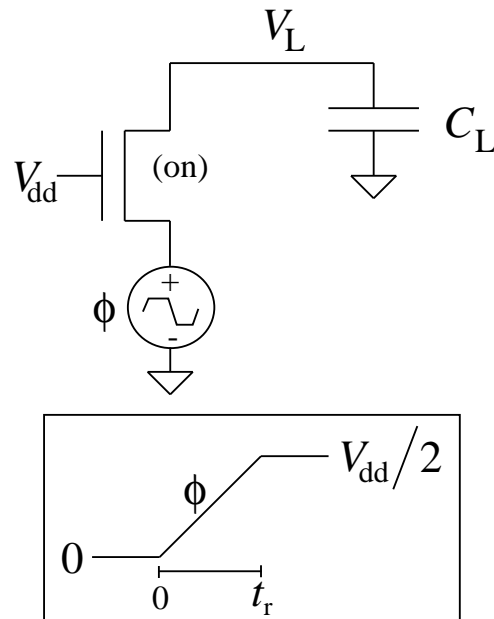 V_L
C_L
(on)
V_dd
+
ϕ
-
V_dd/2
ϕ
0
0
t_r